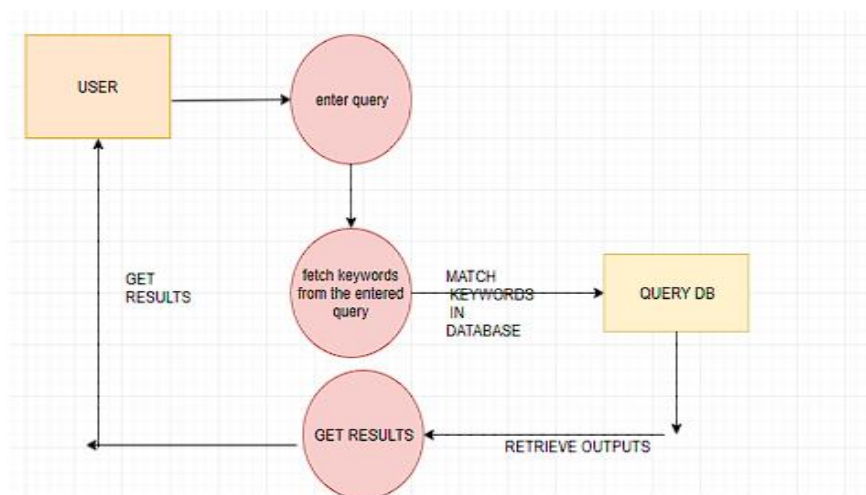 USER
enter query
fetch keywords
from the entered
query
MATCH
KEYWORDS
IN
DATABASE
QUERY DB
GET
RESULTS
GET RESULTS
RETRIEVE OUTPUTS